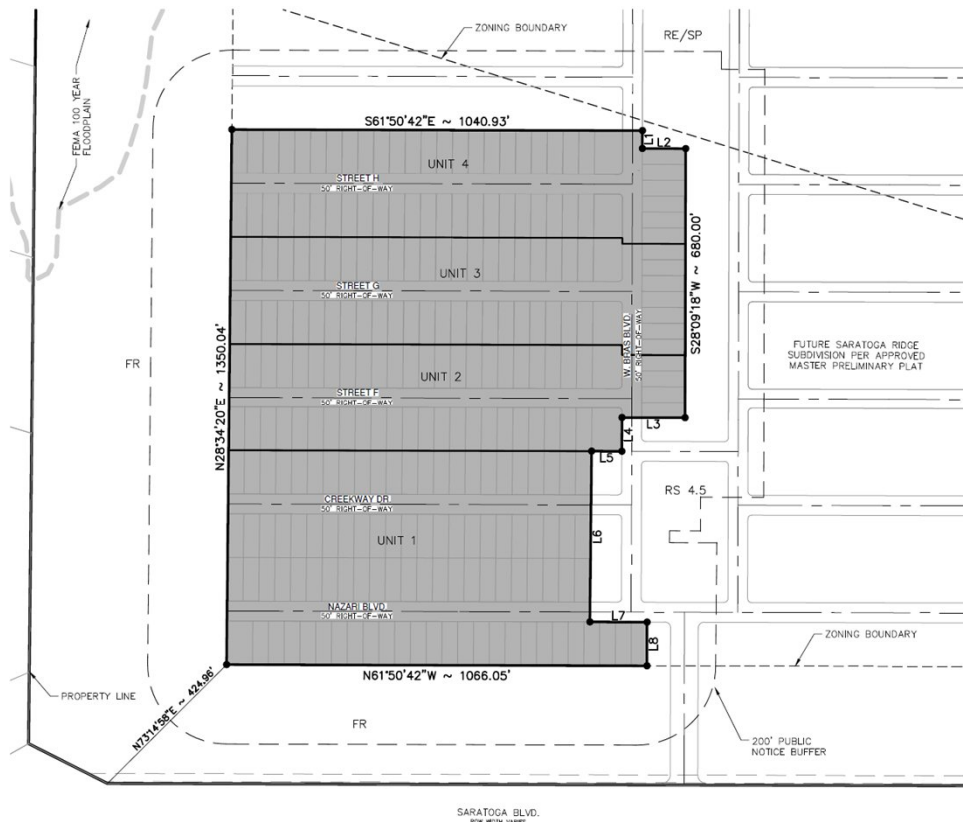 ZONING BOUNDARY
RE/SP
FEMA 100 YEAR
FLOODPLAIN
S61°50'42"E ~ 1040.93'
L1
L2
UNIT 4
STREET H
50' RIGHT-OF-WAY
UNIT 3
STREET G
50' RIGHT-OF-WAY
S28°09'18"W ~ 680.00'
W. BRAS BLVD.
50' RIGHT-OF-WAY
FUTURE SARATOGA RIDGE
SUBDIVISION PER APPROVED
MASTER PRELIMINARY PLAT
FR
N28°34'20"E ~ 1350.04'
UNIT 2
STREET F
50' RIGHT-OF-WAY
L3
L4
L5
CREEKWAY DR.
50' RIGHT-OF-WAY
RS 4.5
UNIT 1
L6
NAZARI BLVD.
50' RIGHT-OF-WAY
L7
L8
ZONING BOUNDARY
N61°50'42"W ~ 1066.05'
PROPERTY LINE
N73°14'58"E ~ 424.96'
FR
200' PUBLIC
NOTICE BUFFER
SARATOGA BLVD.
ROW WIDTH VARIES